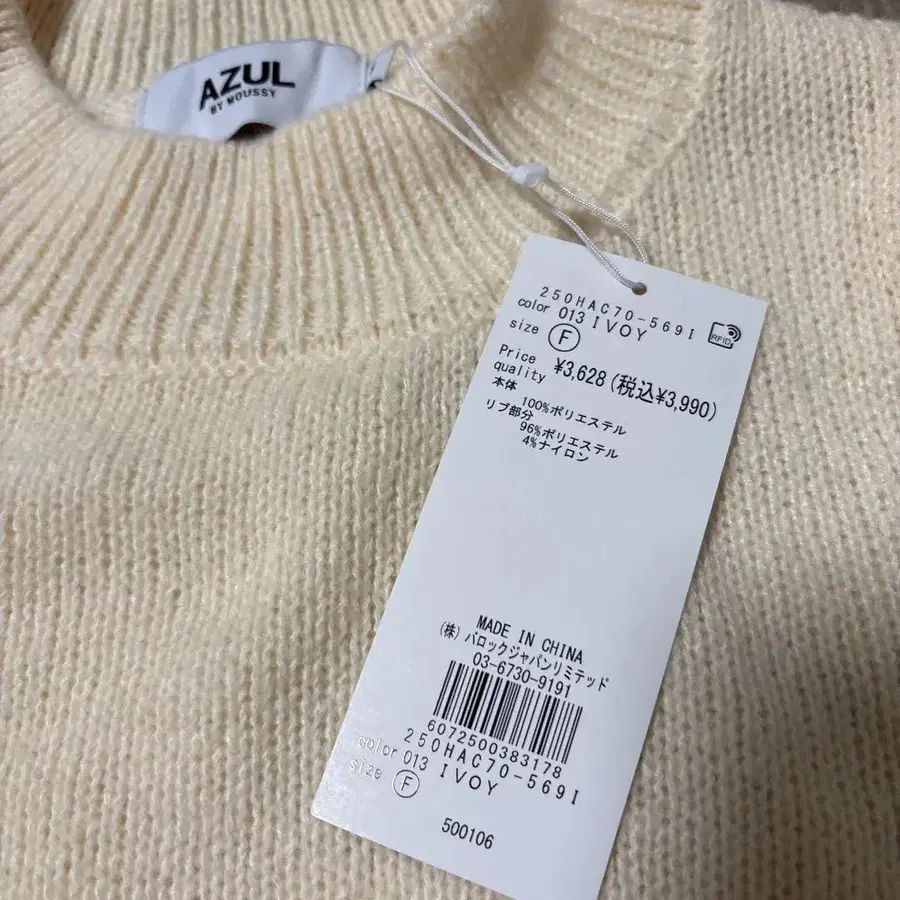 AZUL
BY MOUSSY
250HAC70-569I
color 013 IVOY
size F
RFID
Price ¥3,628(税込¥3,990)
quality
本体
100%ポリエステル
リブ部分
96%ポリエステル
4%ナイロン
MADE IN CHINA
(株)バロックジャパンリミテッド
03-6730-9191
6072500383178
250HAC70-569I
color 013 IVOY
size F
500106